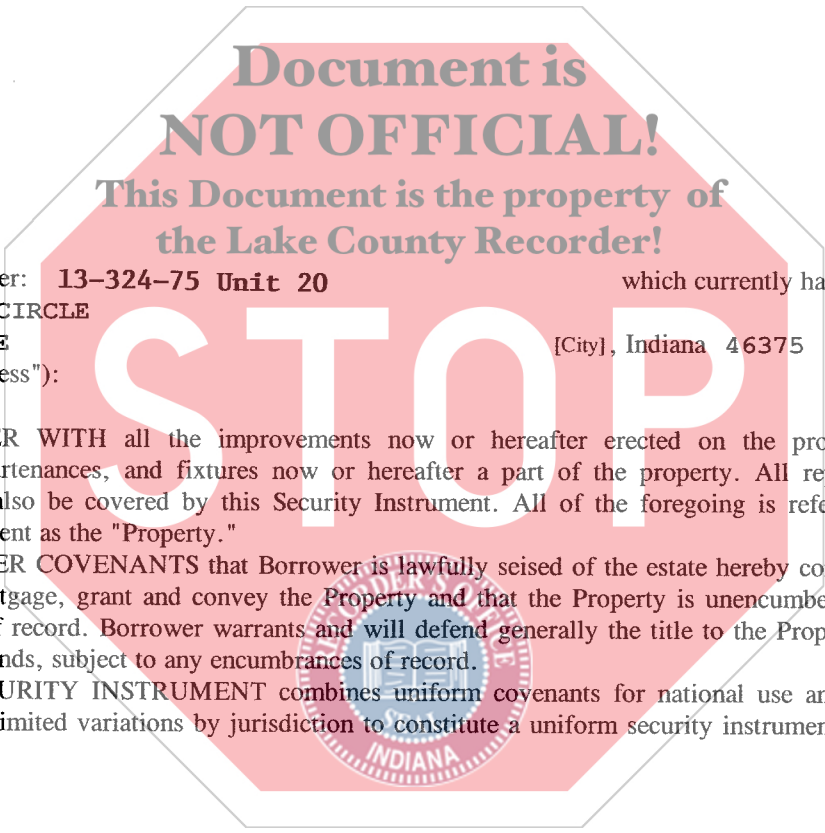 Document is
NOT OFFICIAL!
This Document is the property of
the Lake County Recorder!
er: 13-324-75 Unit 20 which currently ha
CIRCLE
E [City], Indiana 46375
ess"):
STOP
ER WITH all the improvements now or hereafter erected on the pro
rtenances, and fixtures now or hereafter a part of the property. All re
also be covered by this Security Instrument. All of the foregoing is refe
ent as the "Property."
ER COVENANTS that Borrower is lawfully seised of the estate hereby co
tgage, grant and convey the Property and that the Property is unencumbe
f record. Borrower warrants and will defend generally the title to the Prop
nds, subject to any encumbrances of record.
URITY INSTRUMENT combines uniform covenants for national use an
imited variations by jurisdiction to constitute a uniform security instrumen
RECORDER'S OFFICE
INDIANA